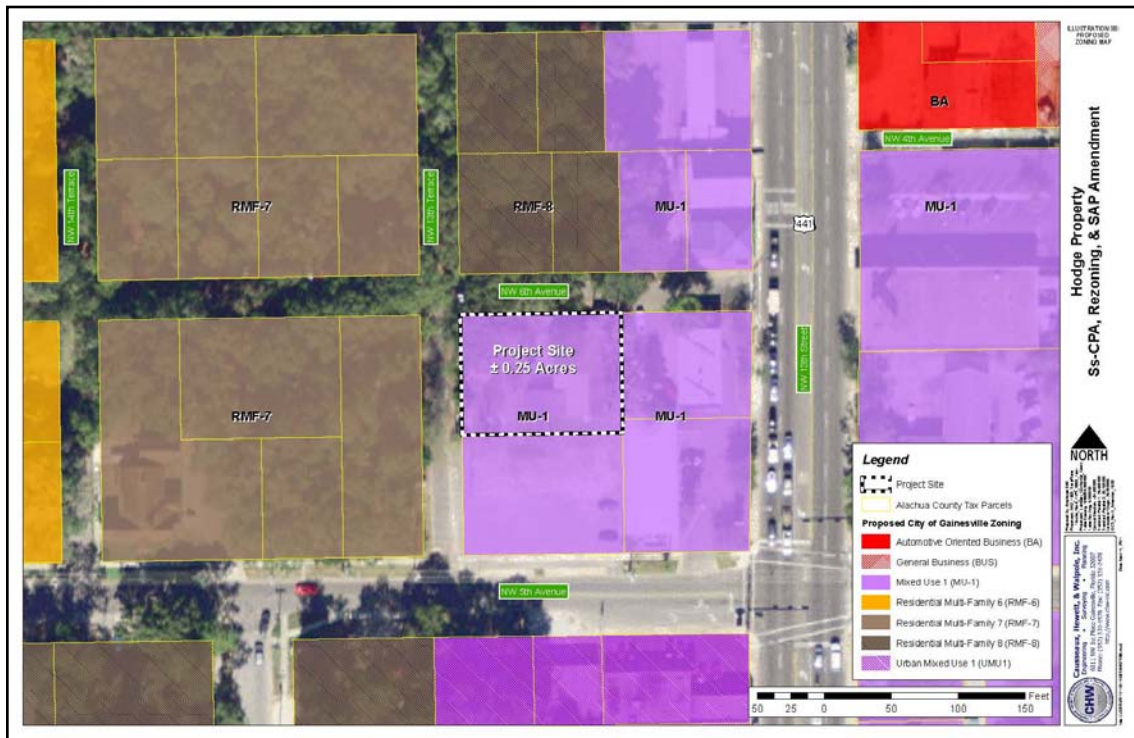 ILLUSTRATION IIB:
PROPOSED
ZONING MAP
BA
NW 4th Avenue
NW 14th Terrace
RMF-7
NW 13th Terrace
RMF-8
MU-1
441
MU-1
NW 6th Avenue
Project Site
± 0.25 Acres
MU-1
MU-1
RMF-7
NW 13th Street
NW 5th Avenue
Hodge Property
Ss-CPA, Rezoning, & SAP Amendment
NORTH
Legend
Project Site
Alachua County Tax Parcels
Proposed City of Gainesville Zoning
Automotive Oriented Business (BA)
General Business (BUS)
Mixed Use 1 (MU-1)
Residential Multi-Family 6 (RMF-6)
Residential Multi-Family 7 (RMF-7)
Residential Multi-Family 8 (RMF-8)
Urban Mixed Use 1 (UMU1)
50 25 0 50 100 150 Feet
Causseaux, Hewett, & Walpole, Inc.
Engineering • Surveying • Planning
CHW